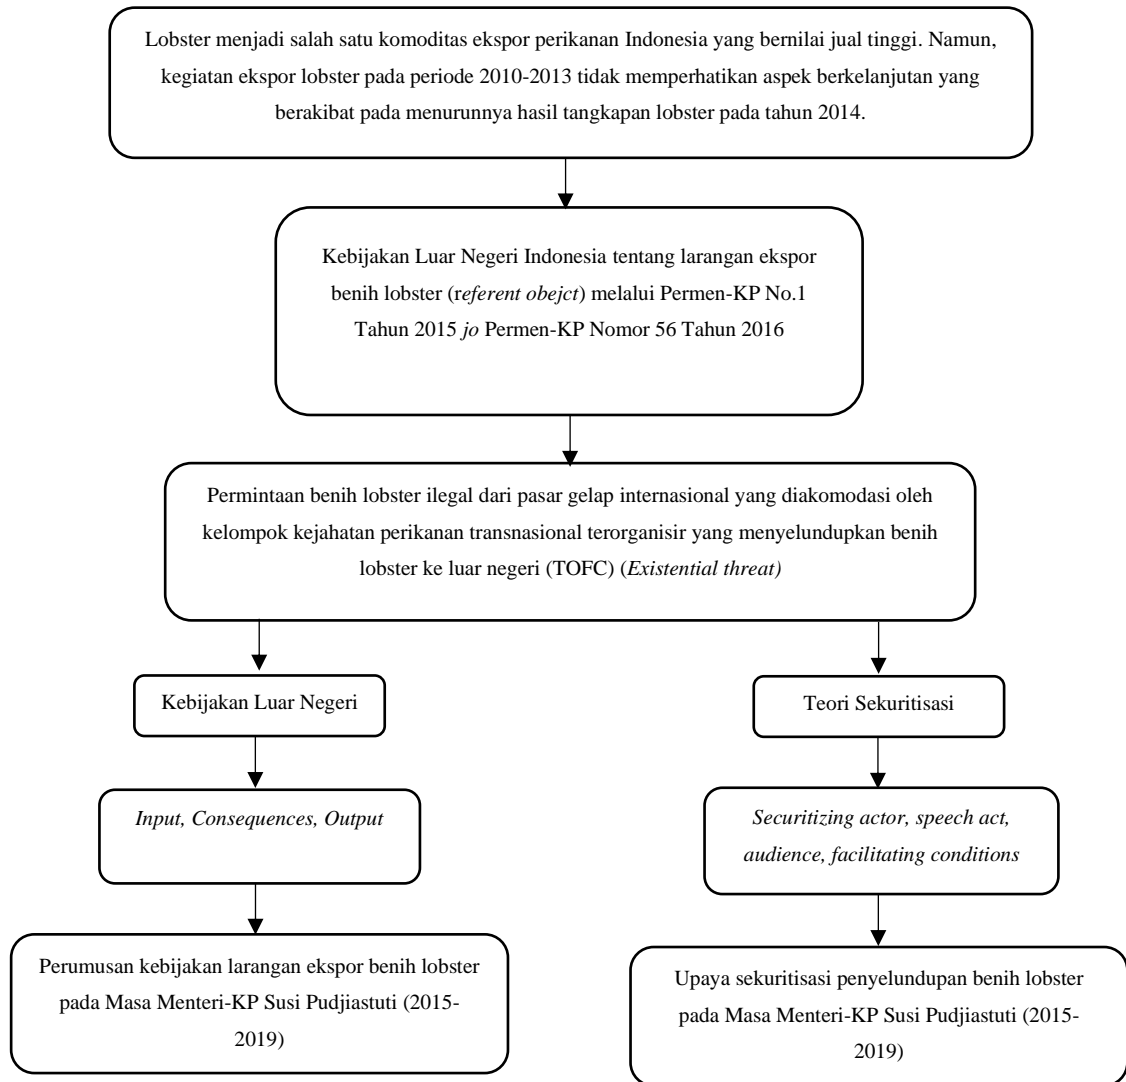 Lobster menjadi salah satu komoditas ekspor perikanan Indonesia yang bernilai jual tinggi. Namun,
kegiatan ekspor lobster pada periode 2010-2013 tidak memperhatikan aspek berkelanjutan yang
berakibat pada menurunnya hasil tangkapan lobster pada tahun 2014.
Kebijakan Luar Negeri Indonesia tentang larangan ekspor
benih lobster (referent obejct) melalui Permen-KP No.1
Tahun 2015 jo Permen-KP Nomor 56 Tahun 2016
Permintaan benih lobster ilegal dari pasar gelap internasional yang diakomodasi oleh
kelompok kejahatan perikanan transnasional terorganisir yang menyelundupkan benih
lobster ke luar negeri (TOFC) (Existential threat)
Kebijakan Luar Negeri
Teori Sekuritisasi
Input, Consequences, Output
Securitizing actor, speech act,
audience, facilitating conditions
Perumusan kebijakan larangan ekspor benih lobster
pada Masa Menteri-KP Susi Pudjiastuti (2015-
2019)
Upaya sekuritisasi penyelundupan benih lobster
pada Masa Menteri-KP Susi Pudjiastuti (2015-
2019)